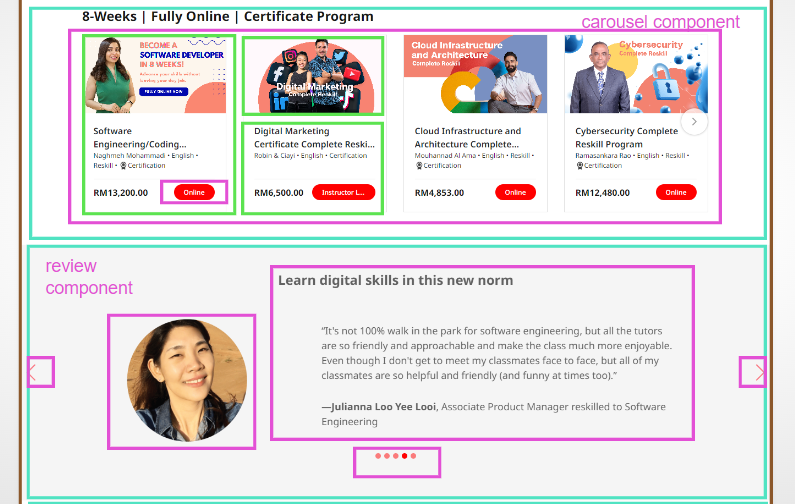 8-Weeks | Fully Online | Certificate Program
carousel component
BECOME A
SOFTWARE DEVELOPER
IN 8 WEEKS!
FULLY ONLINE NOW
Digital Marketing
Complete Reskill
Cloud Infrastructure
and Architecture
Complete Reskill
Cybersecurity
Complete Reskill
Software
Engineering/Coding...
Naghmeh Mohammadi • English •
Reskill • Certification
RM13,200.00
Online
Digital Marketing
Certificate Complete Reski...
Robin & Ciayi • English • Certification
RM6,500.00
Instructor L...
Cloud Infrastructure and
Architecture Complete...
Mouhannad Al Ama • English • Reskill •
Certification
RM4,853.00
Online
Cybersecurity Complete
Reskill Program
Ramasankara Rao • English • Reskill •
Certification
RM12,480.00
Online
review
component
Learn digital skills in this new norm
“It's not 100% walk in the park for software engineering, but all the tutors
are so friendly and approachable and make the class much more enjoyable.
Even though I don't get to meet my classmates face to face, but all of my
classmates are so helpful and friendly (and funny at times too).”
—Julianna Loo Yee Looi, Associate Product Manager reskilled to Software
Engineering